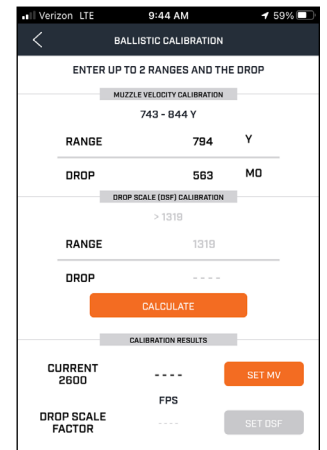 Verizon LTE 9:44 AM 59%
BALLISTIC CALIBRATION
ENTER UP TO 2 RANGES AND THE DROP
MUZZLE VELOCITY CALIBRATION
743 - 844 Y
RANGE 794 Y
DROP 563 MO
DROP SCALE (DSF) CALIBRATION
> 1319
RANGE 1319
DROP - - - -
CALCULATE
CALIBRATION RESULTS
CURRENT
2600 - - - - SET MV
FPS
DROP SCALE
FACTOR - - - - SET DSF